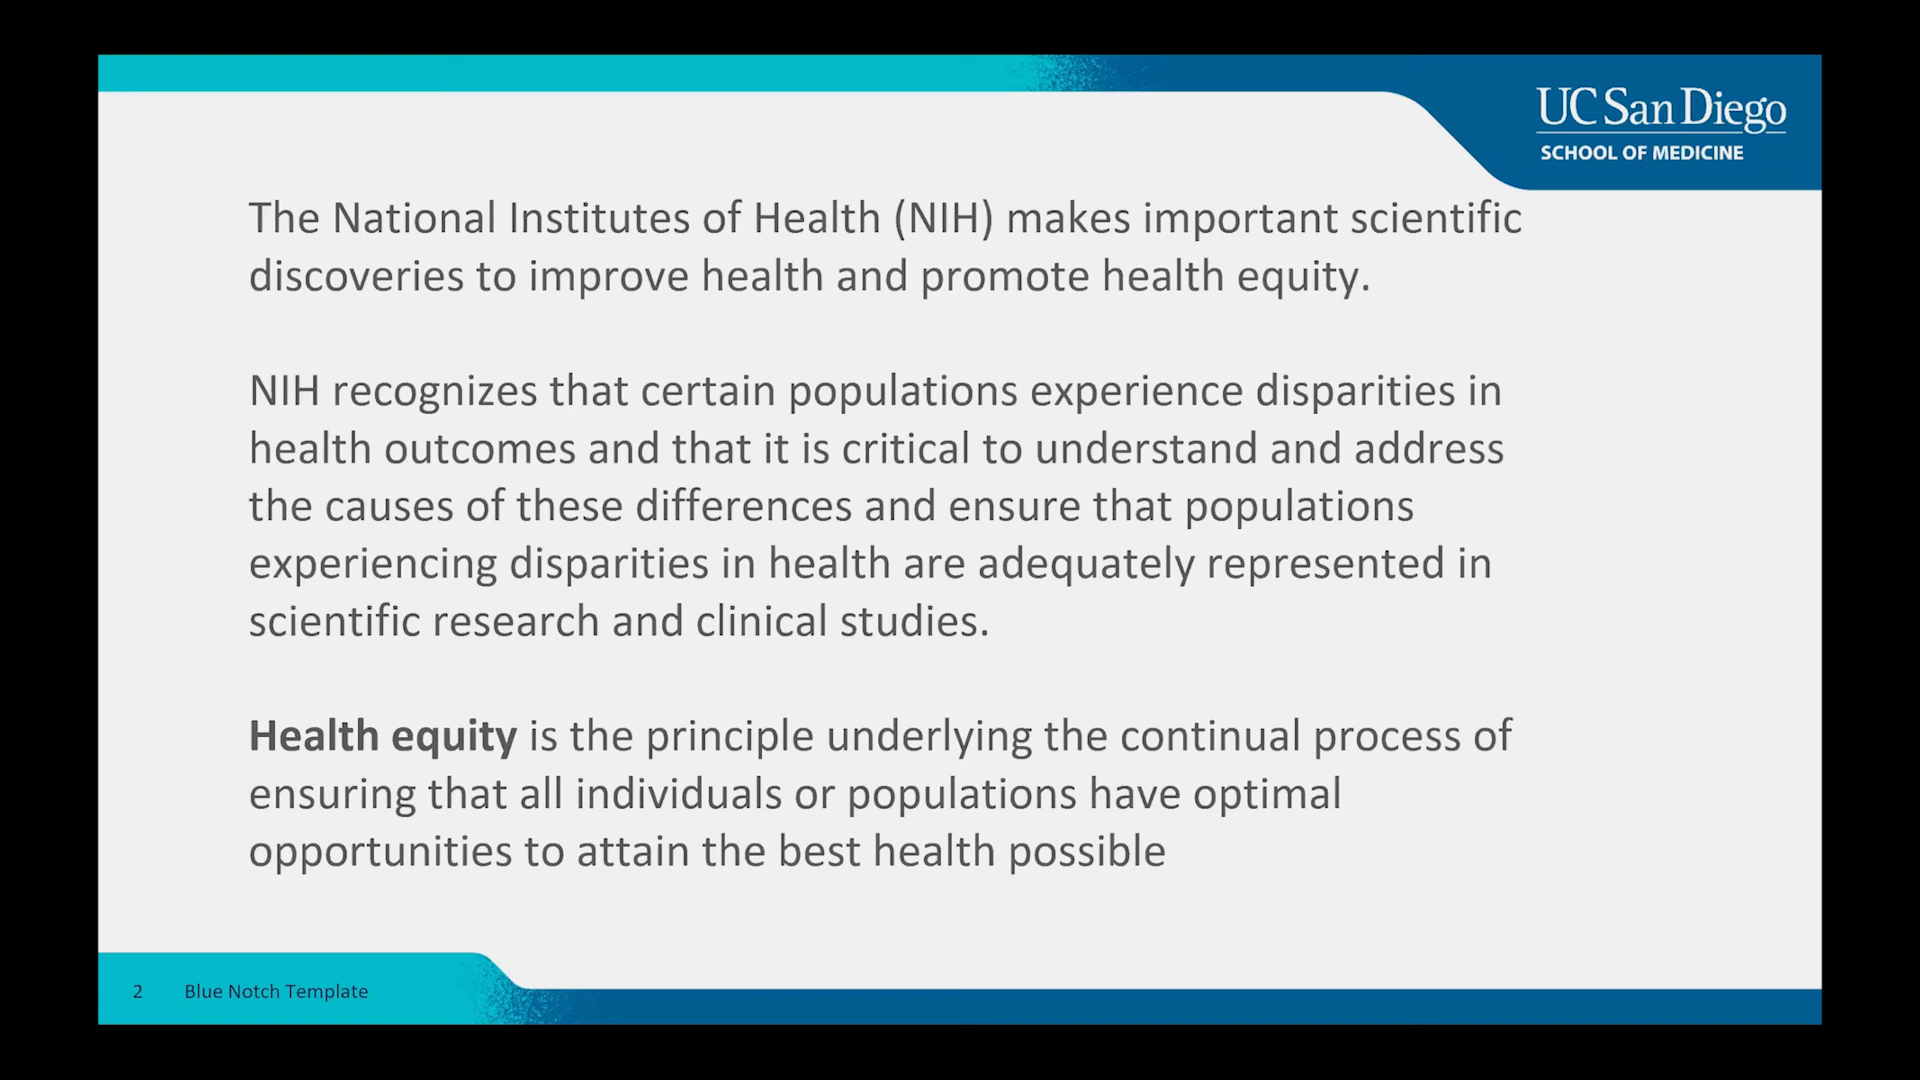 UC San Diego
SCHOOL OF MEDICINE
The National Institutes of Health (NIH) makes important scientific
discoveries to improve health and promote health equity.
NIH recognizes that certain populations experience disparities in
health outcomes and that it is critical to understand and address
the causes of these differences and ensure that populations
experiencing disparities in health are adequately represented in
scientific research and clinical studies.
Health equity is the principle underlying the continual process of
ensuring that all individuals or populations have optimal
opportunities to attain the best health possible
2 Blue Notch Template